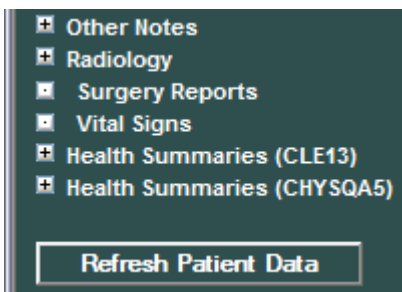 Other Notes
Radiology
Surgery Reports
Vital Signs
Health Summaries (CLE13)
Health Summaries (CHYSQA5)
Refresh Patient Data